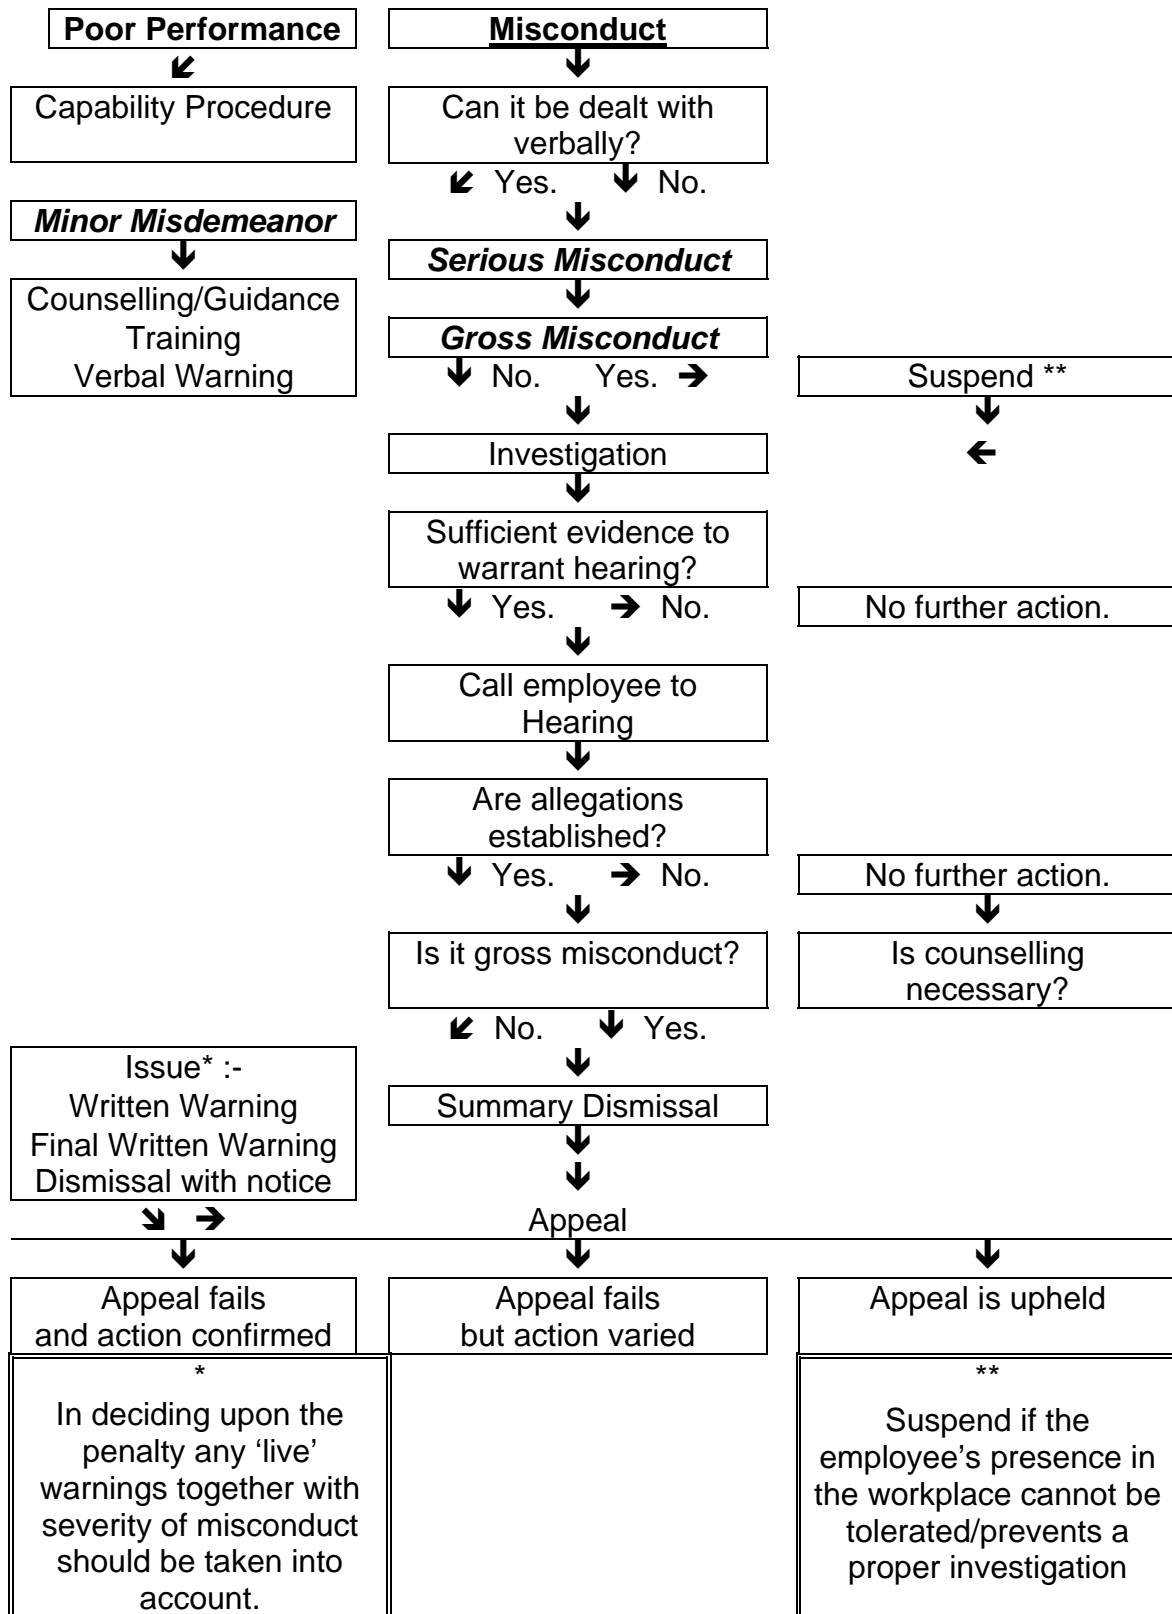 Poor Performance
Misconduct
Capability Procedure
Can it be dealt with
verbally?
Yes. No.
Minor Misdemeanor
Serious Misconduct
Counselling/Guidance
Training
Verbal Warning
Gross Misconduct
No. Yes.
Suspend **
Investigation
Sufficient evidence to
warrant hearing?
Yes. No.
No further action.
Call employee to
Hearing
Are allegations
established?
Yes. No.
No further action.
Is it gross misconduct?
Is counselling
necessary?
No. Yes.
Issue* :-
Written Warning
Final Written Warning
Dismissal with notice
Summary Dismissal
Appeal
Appeal fails
and action confirmed
Appeal fails
but action varied
Appeal is upheld
*
In deciding upon the
penalty any ‘live’
warnings together with
severity of misconduct
should be taken into
account.
**
Suspend if the
employee’s presence in
the workplace cannot be
tolerated/prevents a
proper investigation